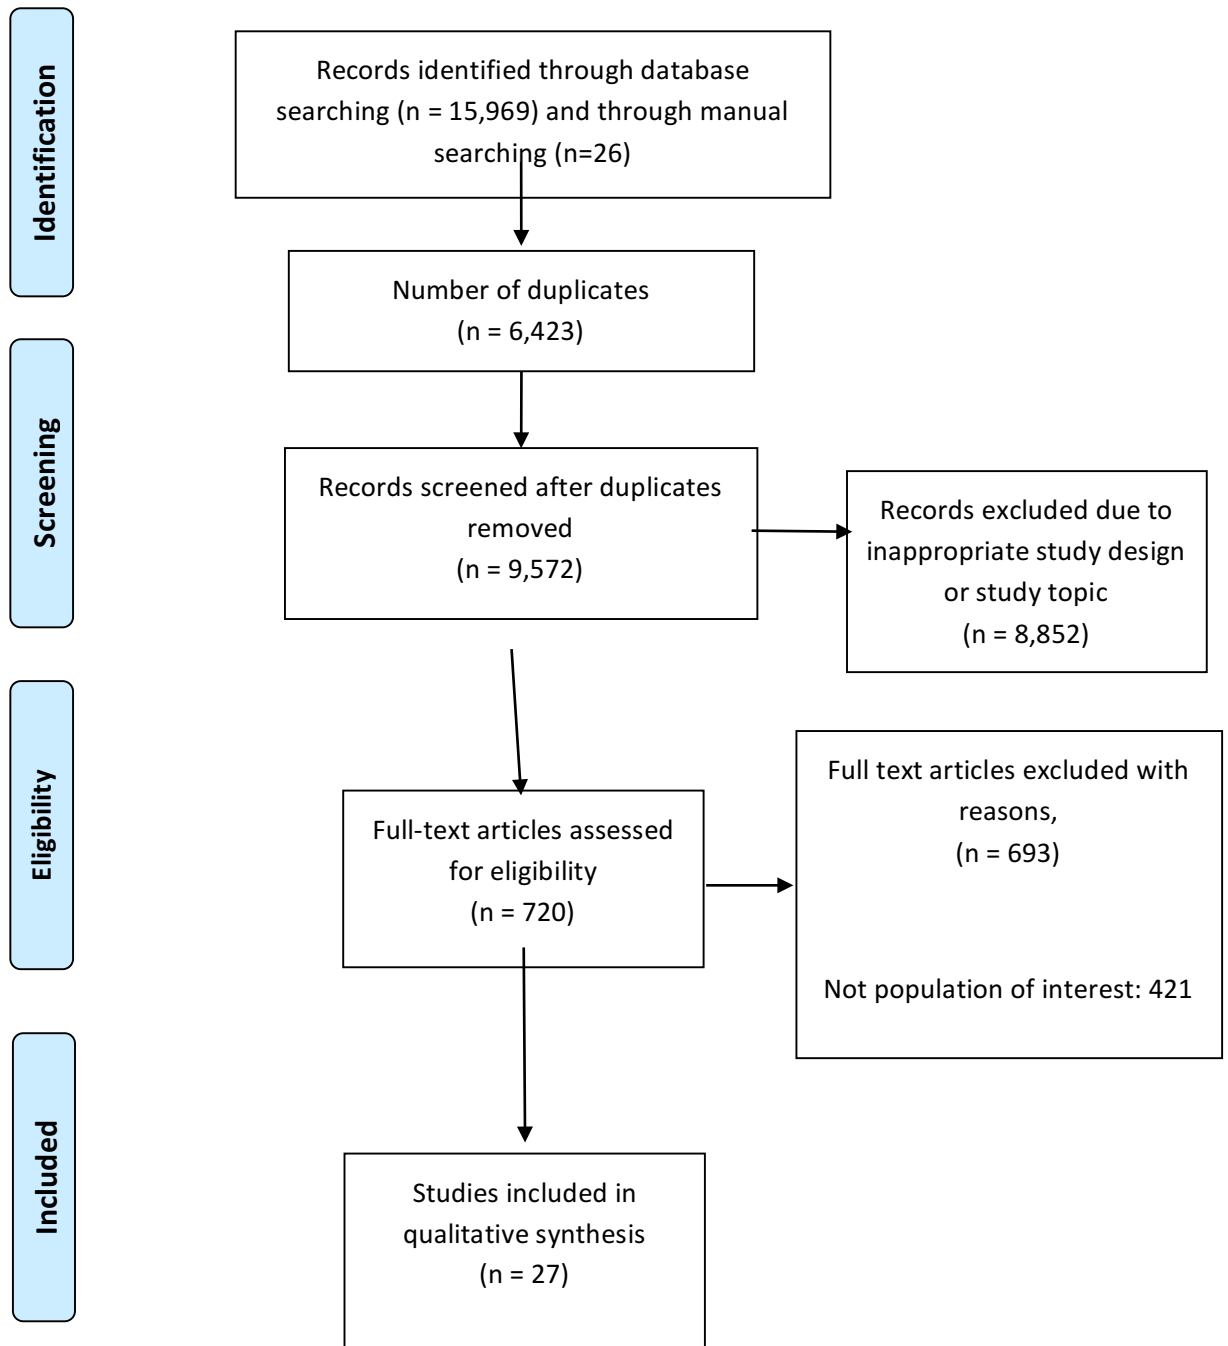 Identification
Records identified through database
searching (n = 15,969) and through manual
searching (n=26)
Number of duplicates
(n = 6,423)
Screening
Records screened after duplicates
removed
(n = 9,572)
Records excluded due to
inappropriate study design
or study topic
(n = 8,852)
Eligibility
Full-text articles assessed
for eligibility
(n = 720)
Full text articles excluded with
reasons,
(n = 693)
Not population of interest: 421
Included
Studies included in
qualitative synthesis
(n = 27)